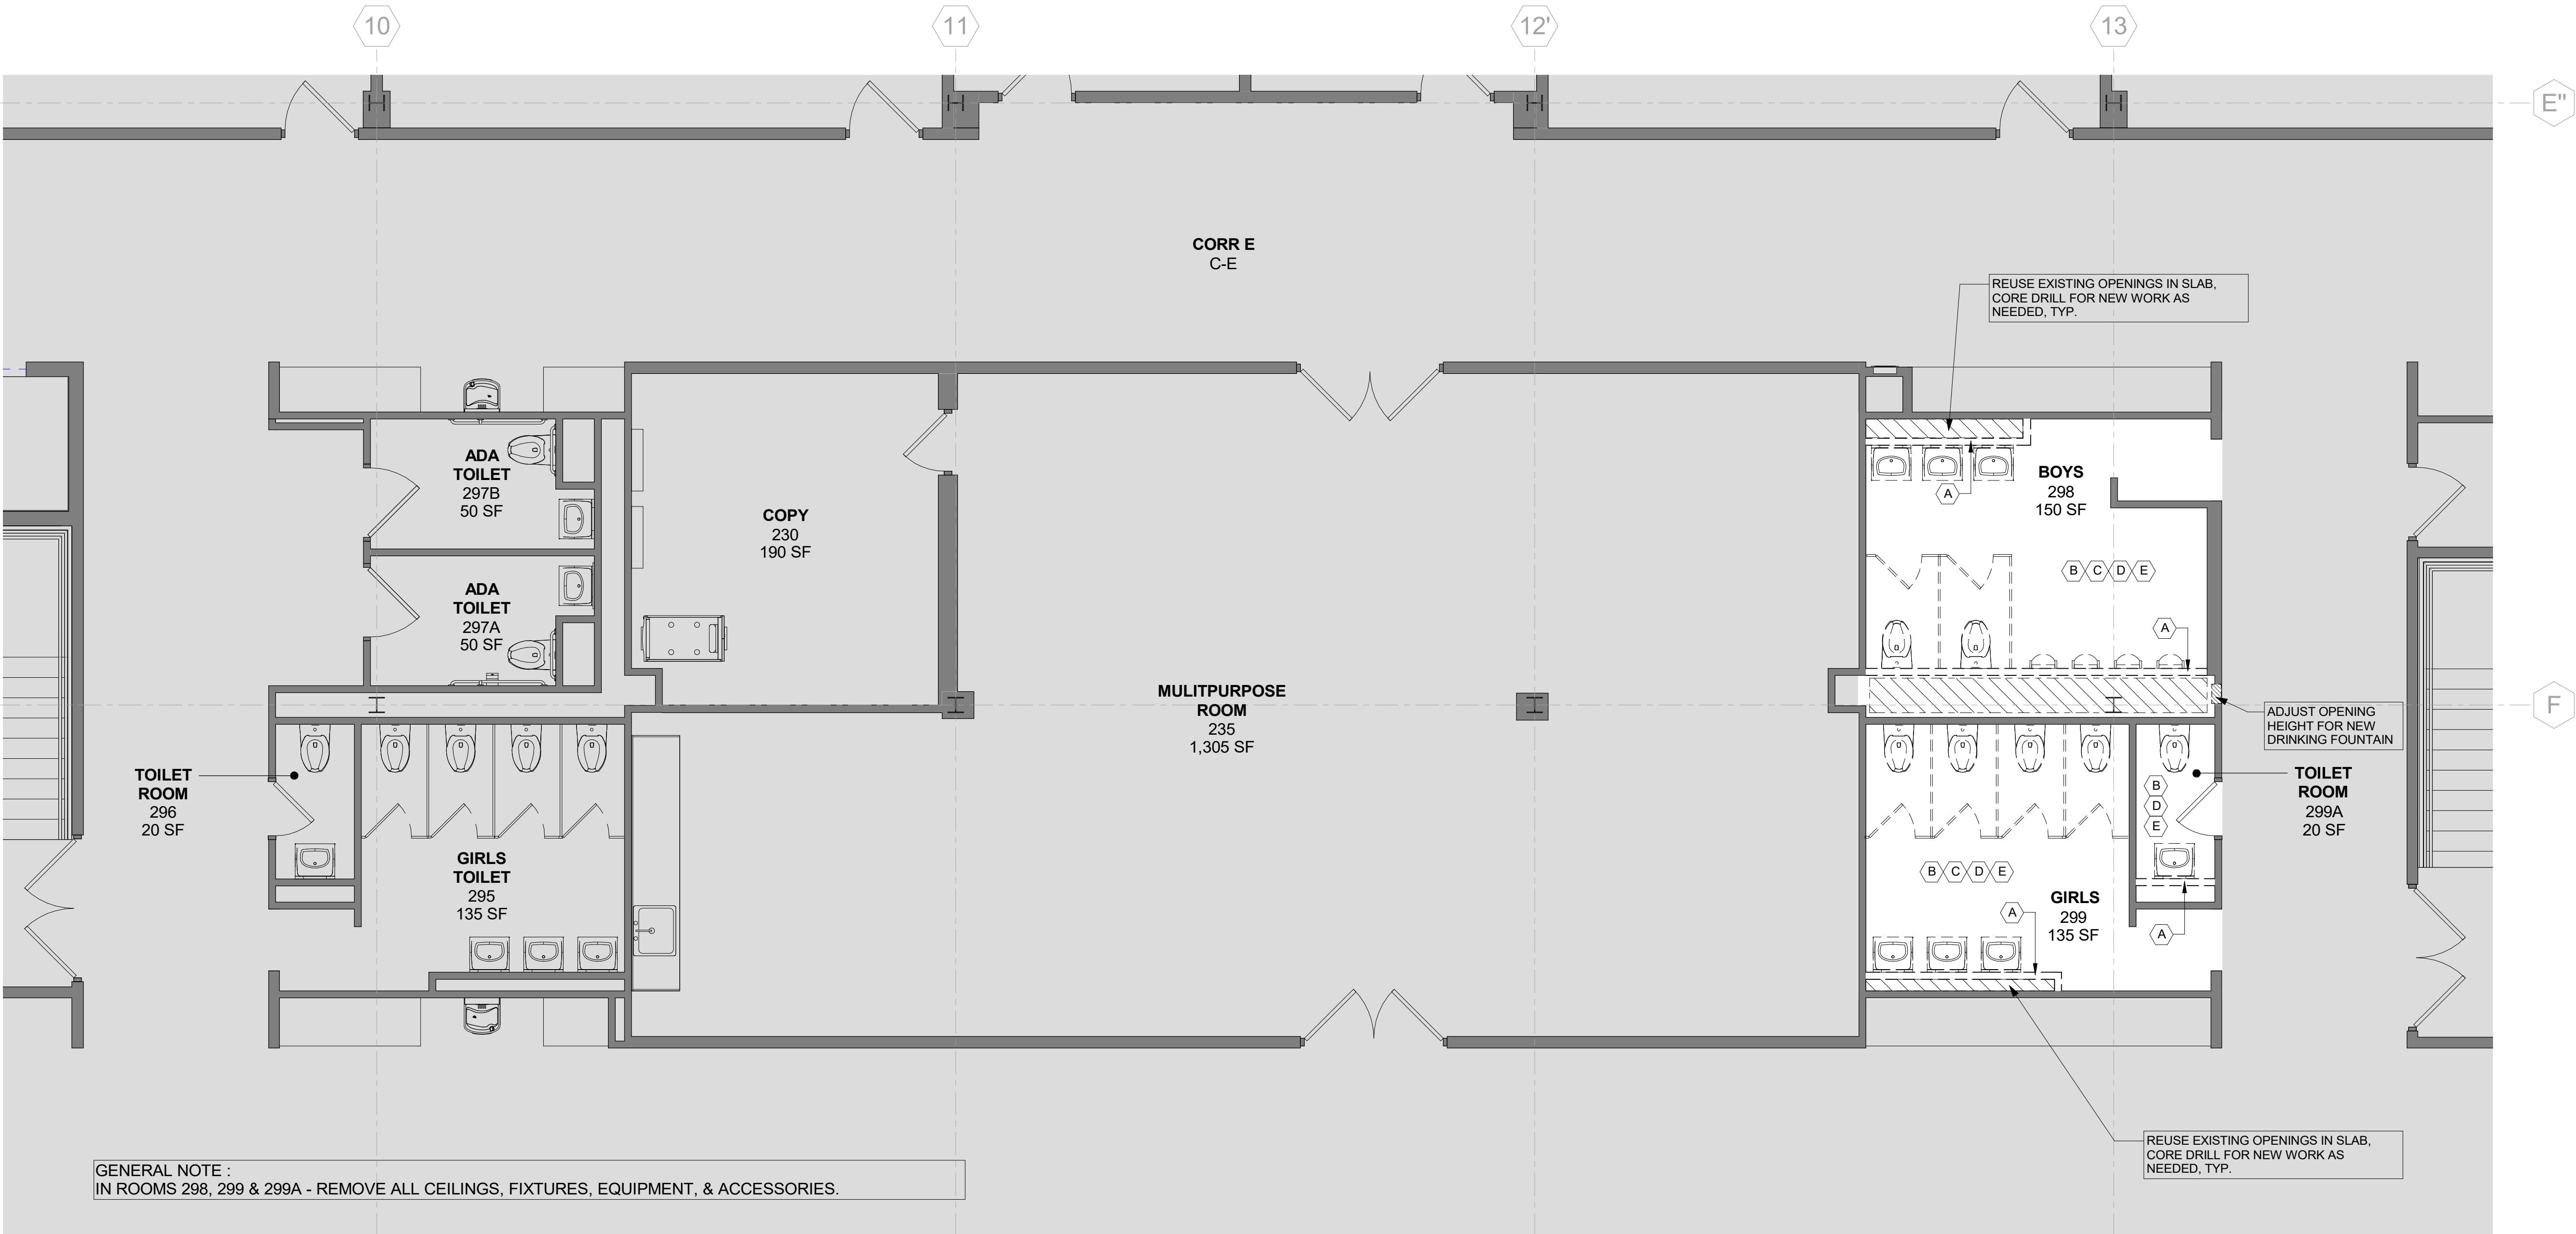 10
11
12'
13
E"
CORR E
C-E
REUSE EXISTING OPENINGS IN SLAB,
CORE DRILL FOR NEW WORK AS
NEEDED, TYP.
ADA
TOILET
297B
50 SF
ADA
TOILET
297A
50 SF
COPY
230
190 SF
BOYS
298
150 SF
A
B C D E
A
MULITPURPOSE
ROOM
235
1,305 SF
F
ADJUST OPENING
HEIGHT FOR NEW
DRINKING FOUNTAIN
TOILET
ROOM
296
20 SF
GIRLS
TOILET
295
135 SF
B
D
E
TOILET
ROOM
299A
20 SF
B C D E
GIRLS
299
135 SF
A
A
REUSE EXISTING OPENINGS IN SLAB,
CORE DRILL FOR NEW WORK AS
NEEDED, TYP.
GENERAL NOTE :
IN ROOMS 298, 299 & 299A - REMOVE ALL CEILINGS, FIXTURES, EQUIPMENT, & ACCESSORIES.